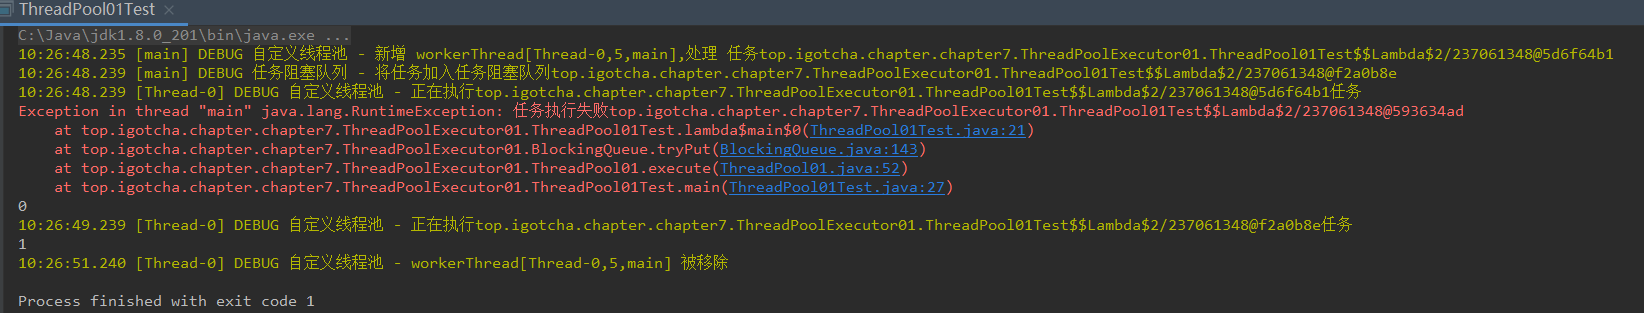 ThreadPool01Test ×
C:\Java\jdk1.8.0_201\bin\java.exe ...
10:26:48.235 [main] DEBUG 自定义线程池 - 新增 workerThread[Thread-0,5,main],处理 任务top.igotcha.chapter.chapter7.ThreadPoolExecutor01.ThreadPool01Test$$Lambda$2/237061348@5d6f64b1
10:26:48.239 [main] DEBUG 任务阻塞队列 - 将任务加入任务阻塞队列top.igotcha.chapter.chapter7.ThreadPoolExecutor01.ThreadPool01Test$$Lambda$2/237061348@f2a0b8e
10:26:48.239 [Thread-0] DEBUG 自定义线程池 - 正在执行top.igotcha.chapter.chapter7.ThreadPoolExecutor01.ThreadPool01Test$$Lambda$2/237061348@5d6f64b1任务
Exception in thread "main" java.lang.RuntimeException: 任务执行失败top.igotcha.chapter.chapter7.ThreadPoolExecutor01.ThreadPool01Test$$Lambda$2/237061348@593634ad
at top.igotcha.chapter.chapter7.ThreadPoolExecutor01.ThreadPool01Test.lambda$main$0(ThreadPool01Test.java:21)
at top.igotcha.chapter.chapter7.ThreadPoolExecutor01.BlockingQueue.tryPut(BlockingQueue.java:143)
at top.igotcha.chapter.chapter7.ThreadPoolExecutor01.ThreadPool01.execute(ThreadPool01.java:52)
at top.igotcha.chapter.chapter7.ThreadPoolExecutor01.ThreadPool01Test.main(ThreadPool01Test.java:27)
0
10:26:49.239 [Thread-0] DEBUG 自定义线程池 - 正在执行top.igotcha.chapter.chapter7.ThreadPoolExecutor01.ThreadPool01Test$$Lambda$2/237061348@f2a0b8e任务
1
10:26:51.240 [Thread-0] DEBUG 自定义线程池 - workerThread[Thread-0,5,main] 被移除
Process finished with exit code 1